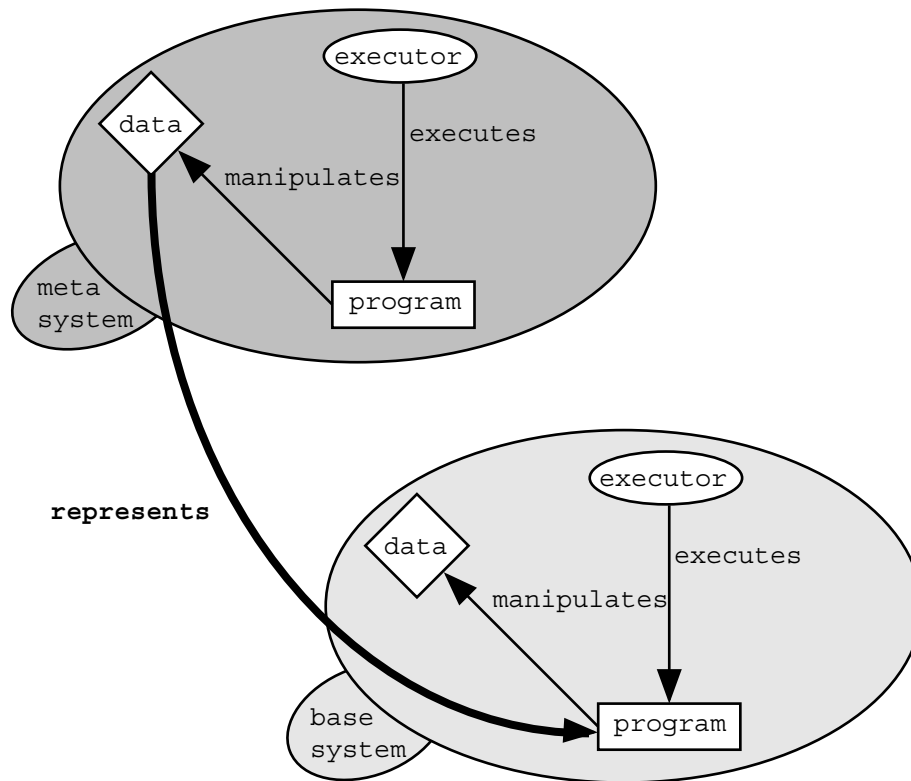 executor
data
executes
manipulates
meta
system
program
represents
executor
data
executes
manipulates
base
system
program